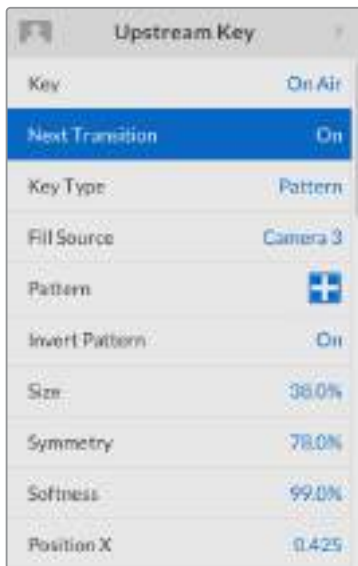 Upstream Key
Key On Air
Next Transition On
Key Type Pattern
Fill Source Camera 3
Pattern
Invert Pattern On
Size 38.0%
Symmetry 78.0%
Softness 99.0%
Position X 0.425